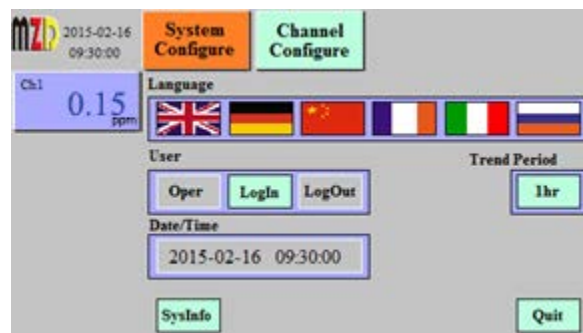 MZD 2015-02-16
09:30:00
System Configure
Channel Configure
Ch1
0.15
ppm
Language
User
Trend Period
Oper LogIn LogOut
1hr
Date/Time
2015-02-16 09:30:00
SysInfo
Quit